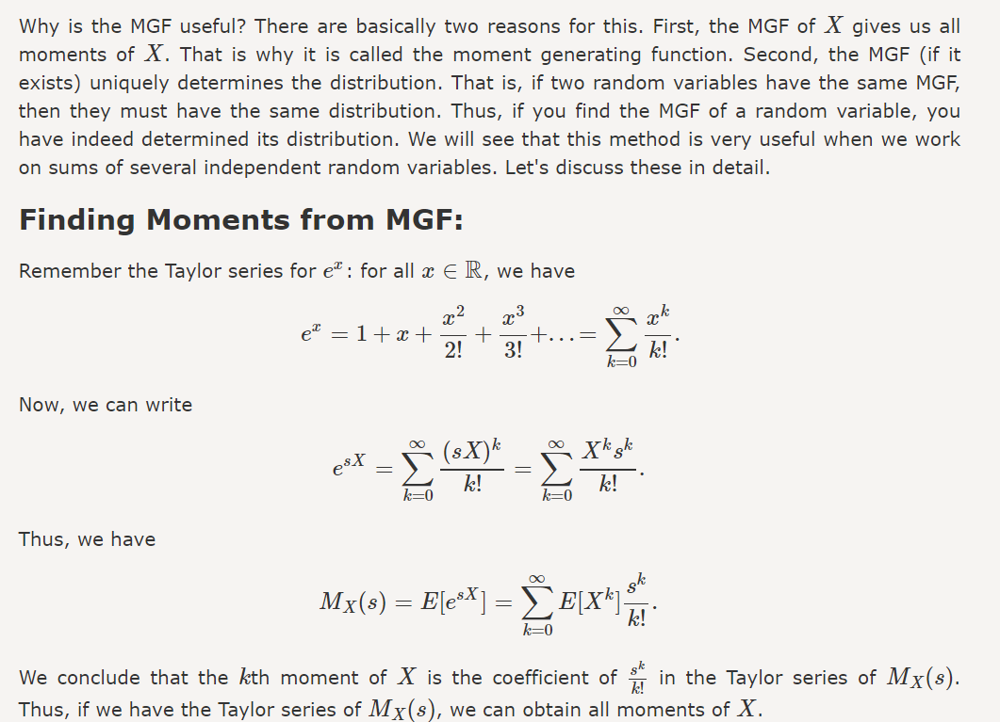 Why is the MGF useful? There are basically two reasons for this. First, the MGF of X gives us all
moments of X. That is why it is called the moment generating function. Second, the MGF (if it
exists) uniquely determines the distribution. That is, if two random variables have the same MGF,
then they must have the same distribution. Thus, if you find the MGF of a random variable, you
have indeed determined its distribution. We will see that this method is very useful when we work
on sums of several independent random variables. Let's discuss these in detail.
Finding Moments from MGF:
Remember the Taylor series for $e^x$: for all $x \in \mathbb{R}$, we have
$e^x = 1 + x + \frac{x^2}{2!} + \frac{x^3}{3!} + \ldots = \sum_{k=0}^{\infty} \frac{x^k}{k!}.$
Now, we can write
$e^{sX} = \sum_{k=0}^{\infty} \frac{(sX)^k}{k!} = \sum_{k=0}^{\infty} \frac{X^k s^k}{k!}.$
Thus, we have
$M_X(s) = E[e^{sX}] = \sum_{k=0}^{\infty} E[X^k] \frac{s^k}{k!}.$
We conclude that the $k$th moment of $X$ is the coefficient of $\frac{s^k}{k!}$ in the Taylor series of $M_X(s)$.
Thus, if we have the Taylor series of $M_X(s)$, we can obtain all moments of $X$.